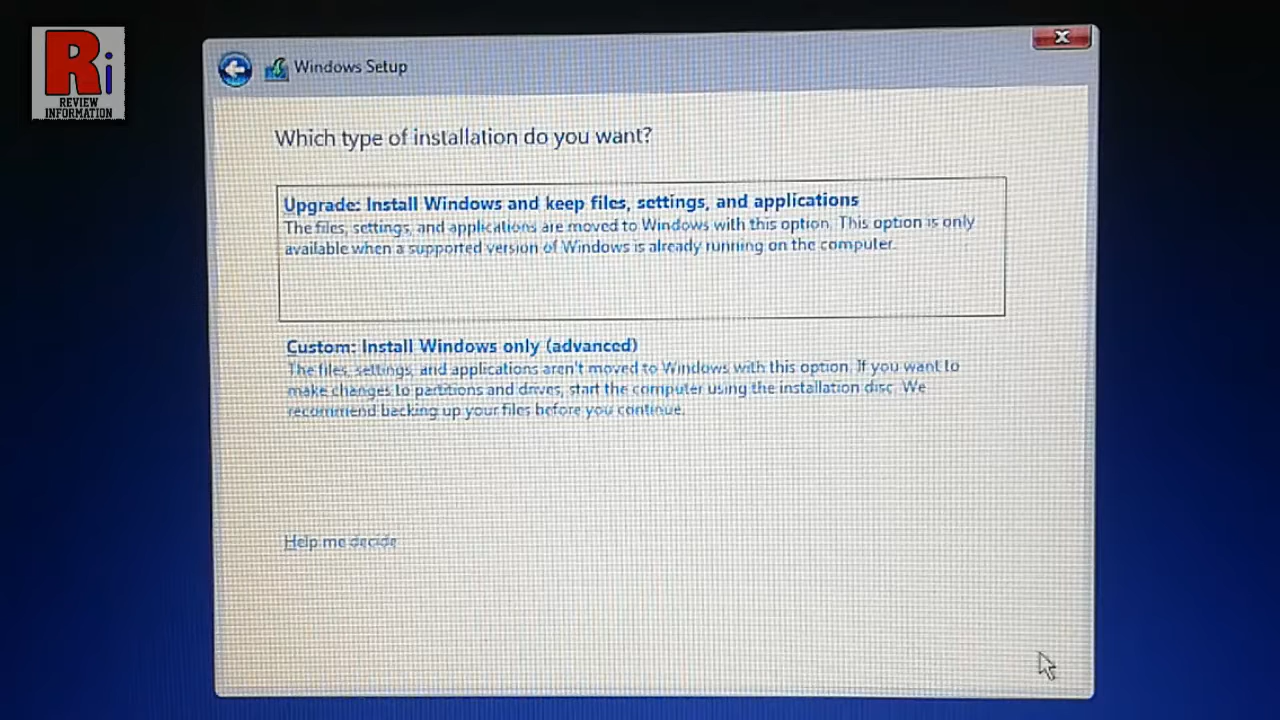 Ri
REVIEW
INFORMATION
Windows Setup
Which type of installation do you want?
Upgrade: Install Windows and keep files, settings, and applications
The files, settings, and applications are moved to Windows with this option. This option is only
available when a supported version of Windows is already running on the computer.
Custom: Install Windows only (advanced)
The files, settings, and applications aren't moved to Windows with this option. If you want to
make changes to partitions and drives, start the computer using the installation disc. We
recommend backing up your files before you continue.
Help me decide